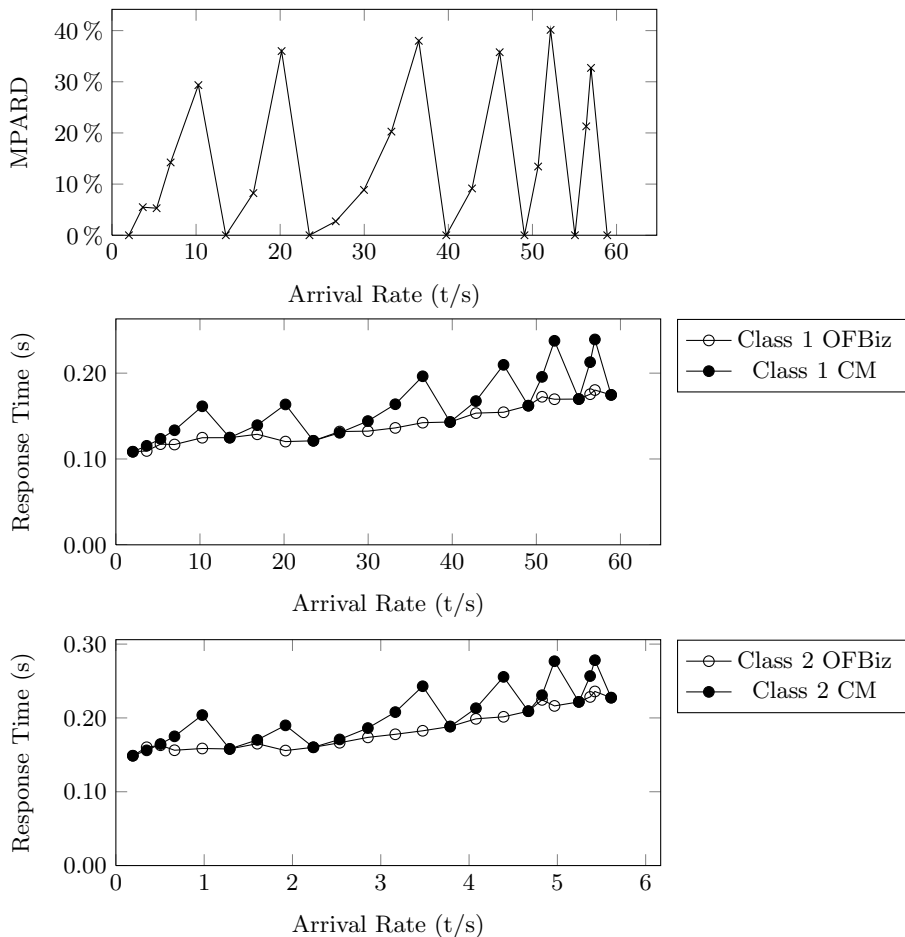 MPARD
40 %
30 %
20 %
10 %
0 %
0 10 20 30 40 50 60
Arrival Rate (t/s)
Response Time (s)
0.20
0.10
0.00
0 10 20 30 40 50 60
Arrival Rate (t/s)
Class 1 OFBiz
Class 1 CM
Response Time (s)
0.30
0.20
0.10
0.00
0 1 2 3 4 5 6
Arrival Rate (t/s)
Class 2 OFBiz
Class 2 CM